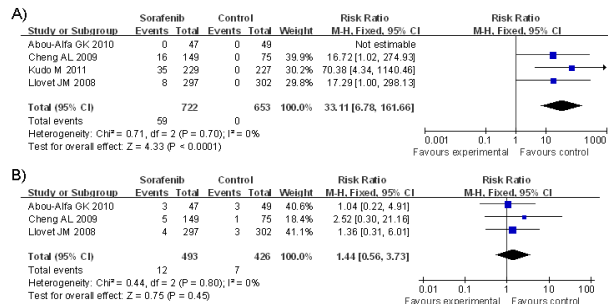 A)
Sorafenib Control Risk Ratio Risk Ratio
Study or Subgroup Events Total Events Total Weight M-H, Fixed, 95% CI M-H, Fixed, 95% CI
Abou-Alfa GK 2010 0 47 0 49 Not estimable
Cheng AL 2009 16 149 0 75 39.9% 16.72 [1.02, 274.93]
Kudo M 2011 35 229 0 227 30.2% 70.38 [4.34, 1140.46]
Llovet JM 2008 8 297 0 302 29.8% 17.29 [1.00, 298.13]
Total (95% CI) 722 653 100.0% 33.11 [6.78, 161.66]
Total events 59 0
Heterogeneity: Chi² = 0.71, df = 2 (P = 0.70); I² = 0%
Test for overall effect: Z = 4.33 (P < 0.0001)
0.001 0.1 1 10 1000
Favours experimental Favours control
B)
Sorafenib Control Risk Ratio Risk Ratio
Study or Subgroup Events Total Events Total Weight M-H, Fixed, 95% CI M-H, Fixed, 95% CI
Abou-Alfa GK 2010 3 47 3 49 40.6% 1.04 [0.22, 4.91]
Cheng AL 2009 5 149 1 75 18.4% 2.52 [0.30, 21.16]
Llovet JM 2008 4 297 3 302 41.1% 1.36 [0.31, 6.01]
Total (95% CI) 493 426 100.0% 1.44 [0.56, 3.73]
Total events 12 7
Heterogeneity: Chi² = 0.44, df = 2 (P = 0.80); I² = 0%
Test for overall effect: Z = 0.75 (P = 0.45)
0.01 0.1 1 10 100
Favours experimental Favours control